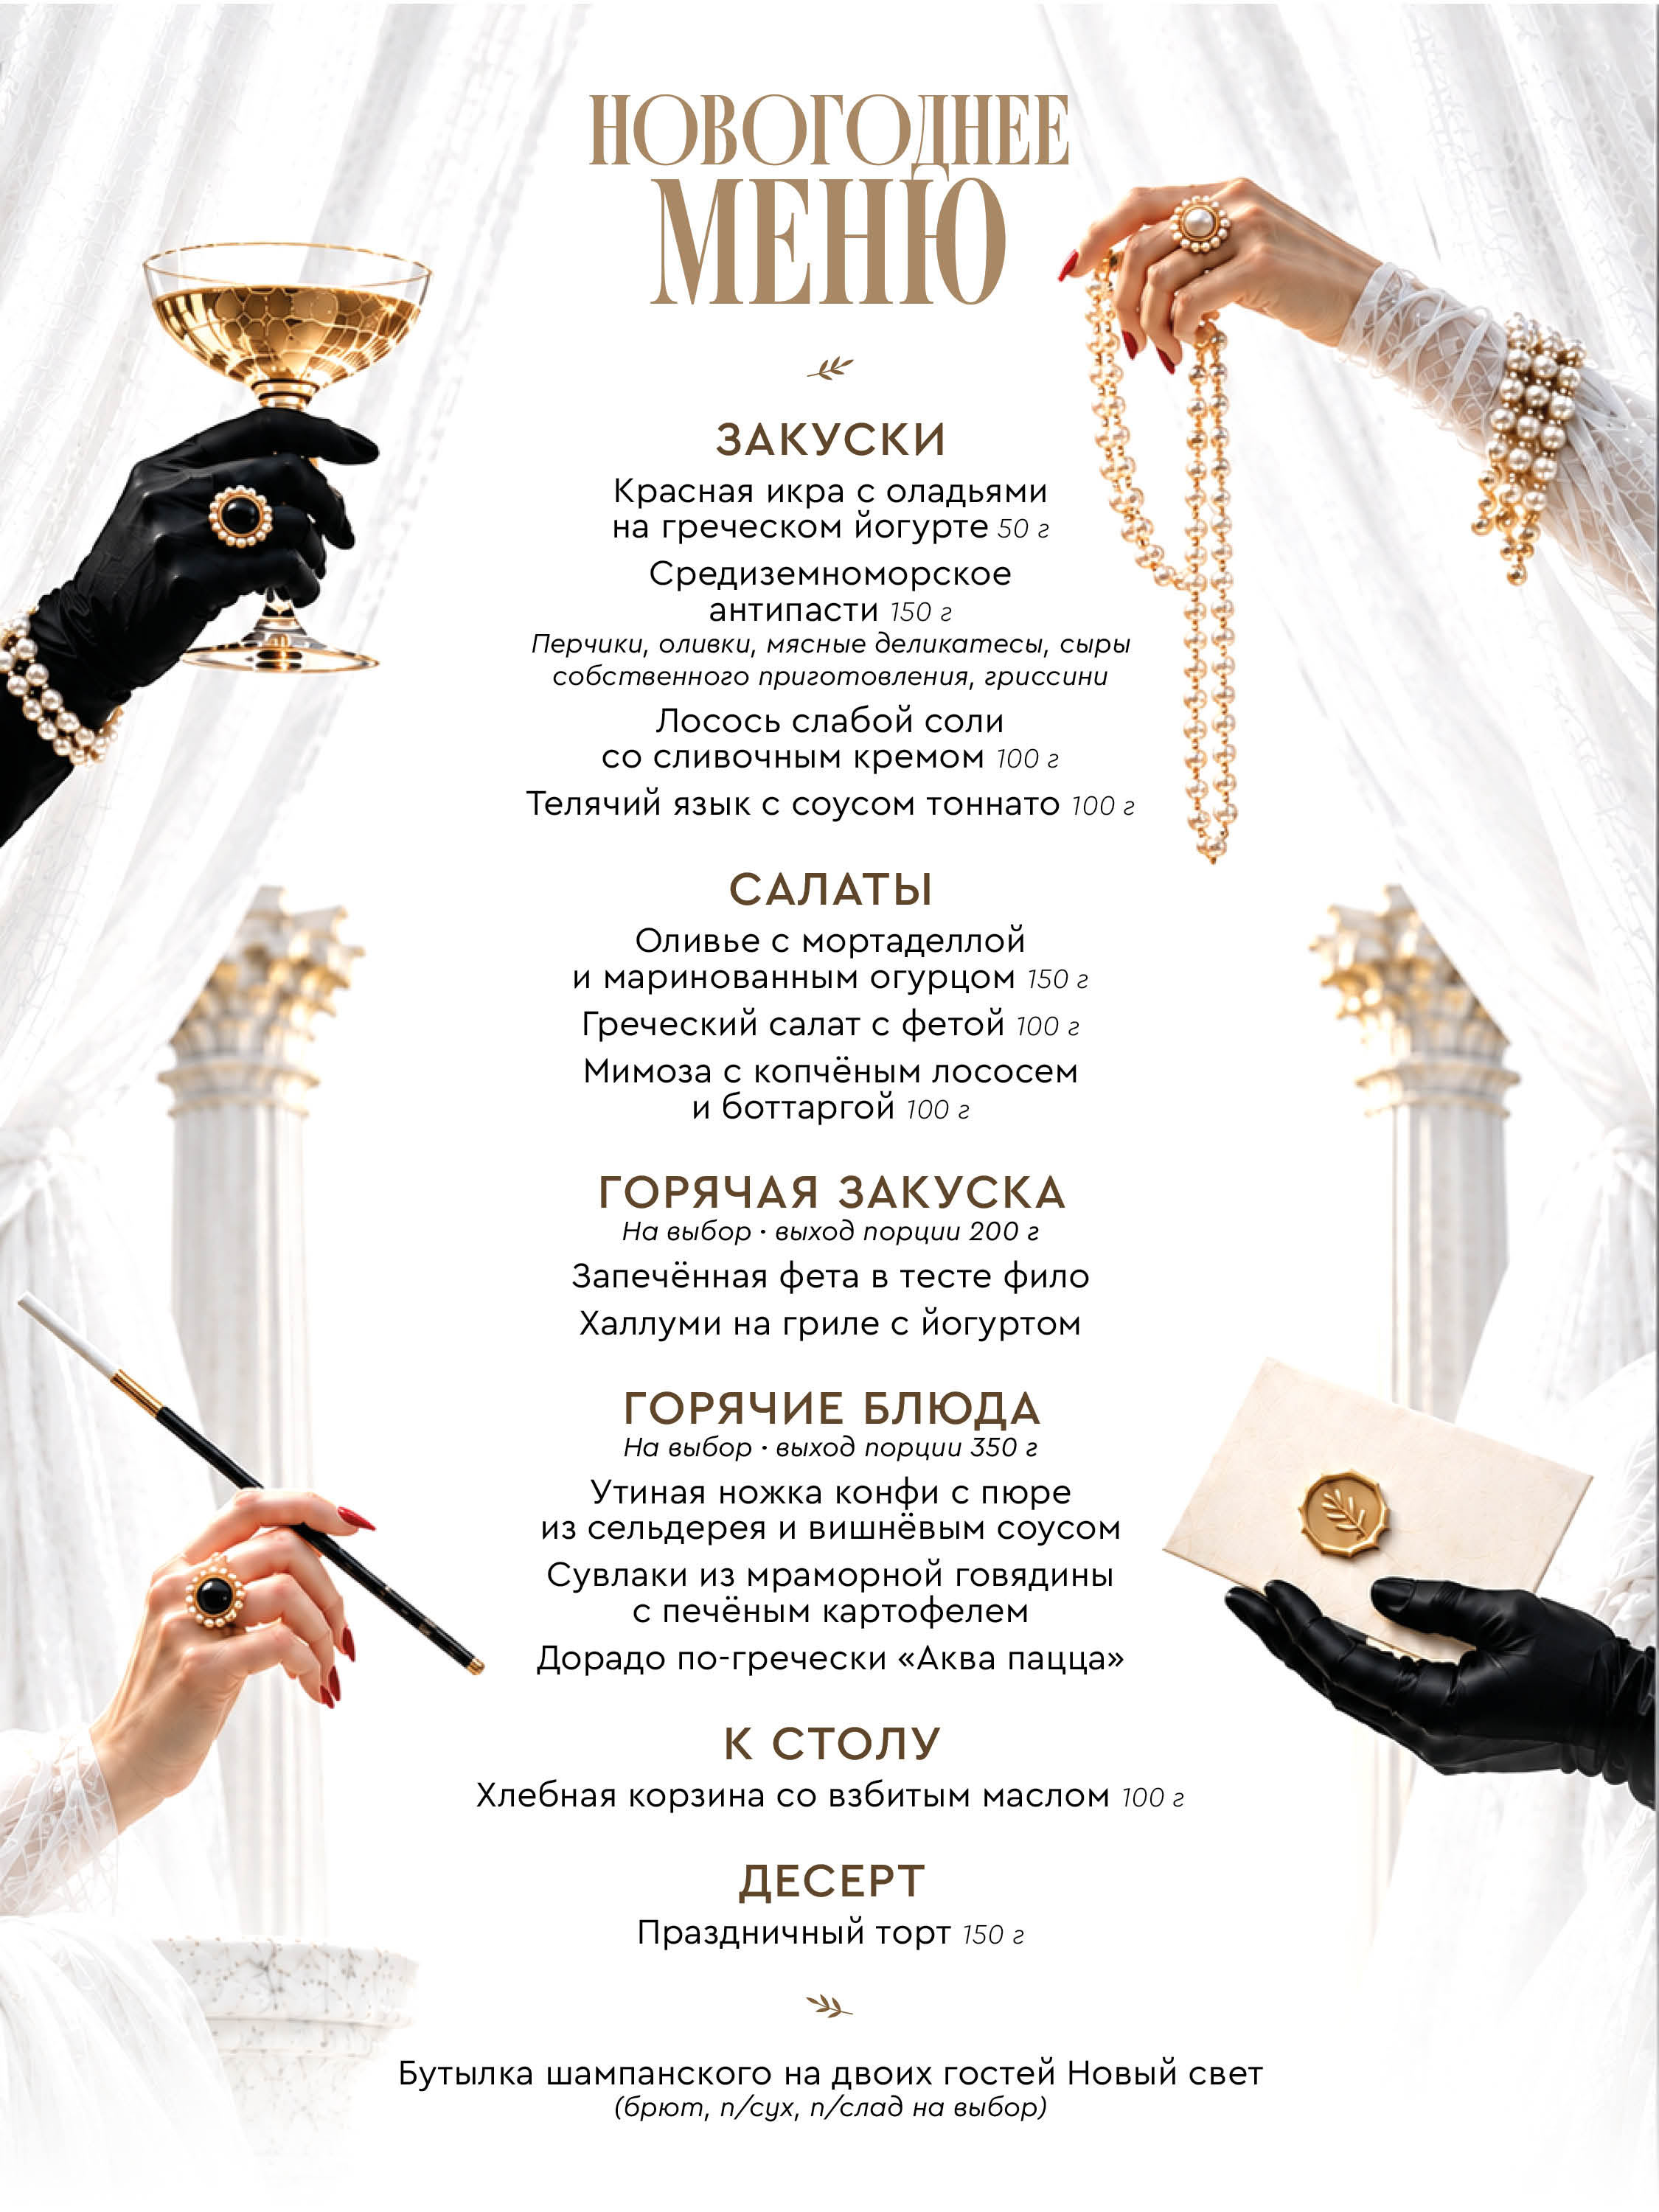 НОВОГОДНЕЕ
МЕНЮ
ЗАКУСКИ
Красная икра с оладьями
на греческом йогурте 50 г
Средиземноморское
антипасти 150 г
Перчики, оливки, мясные деликатесы, сыры
собственного приготовления, гриссини
Лосось слабой соли
со сливочным кремом 100 г
Телячий язык с соусом тоннато 100 г
САЛАТЫ
Оливье с мортаделлой
и маринованным огурцом 150 г
Греческий салат с фетой 100 г
Мимоза с копчёным лососем
и боттаргой 100 г
ГОРЯЧАЯ ЗАКУСКА
На выбор • выход порции 200 г
Запечённая фета в тесте фило
Халлуми на гриле с йогуртом
ГОРЯЧИЕ БЛЮДА
На выбор • выход порции 350 г
Утиная ножка конфи с пюре
из сельдерея и вишнёвым соусом
Сувлаки из мраморной говядины
с печёным картофелем
Дорадо по-гречески «Аква пацца»
К СТОЛУ
Хлебная корзина со взбитым маслом 100 г
ДЕСЕРТ
Праздничный торт 150 г
Бутылка шампанского на двоих гостей Новый свет
(брют, п/сух, п/слад на выбор)